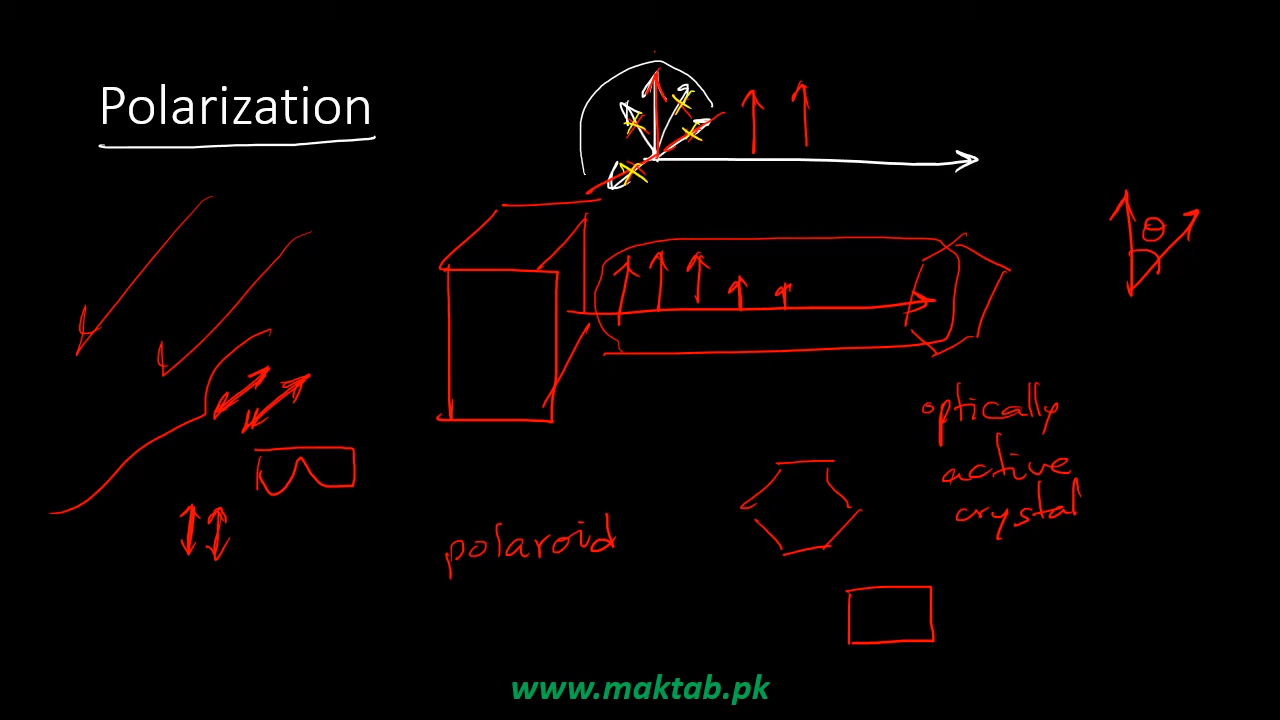 Polarization
θ
optically
active
crystal
polaroid
www.maktab.pk